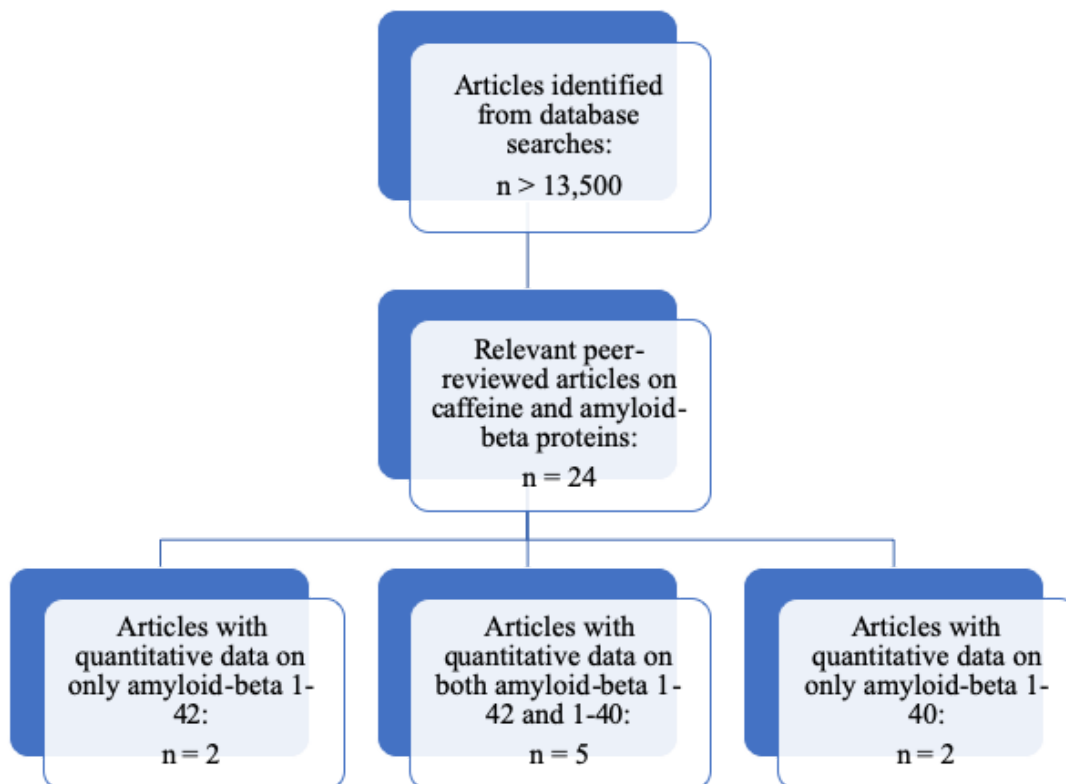 Articles identified
from database
searches:
n > 13,500
Relevant peer-
reviewed articles on
caffeine and amyloid-
beta proteins:
n = 24
Articles with
quantitative data on
only amyloid-beta 1-
42:
n = 2
Articles with
quantitative data on
both amyloid-beta 1-
42 and 1-40:
n = 5
Articles with
quantitative data on
only amyloid-beta 1-
40:
n = 2